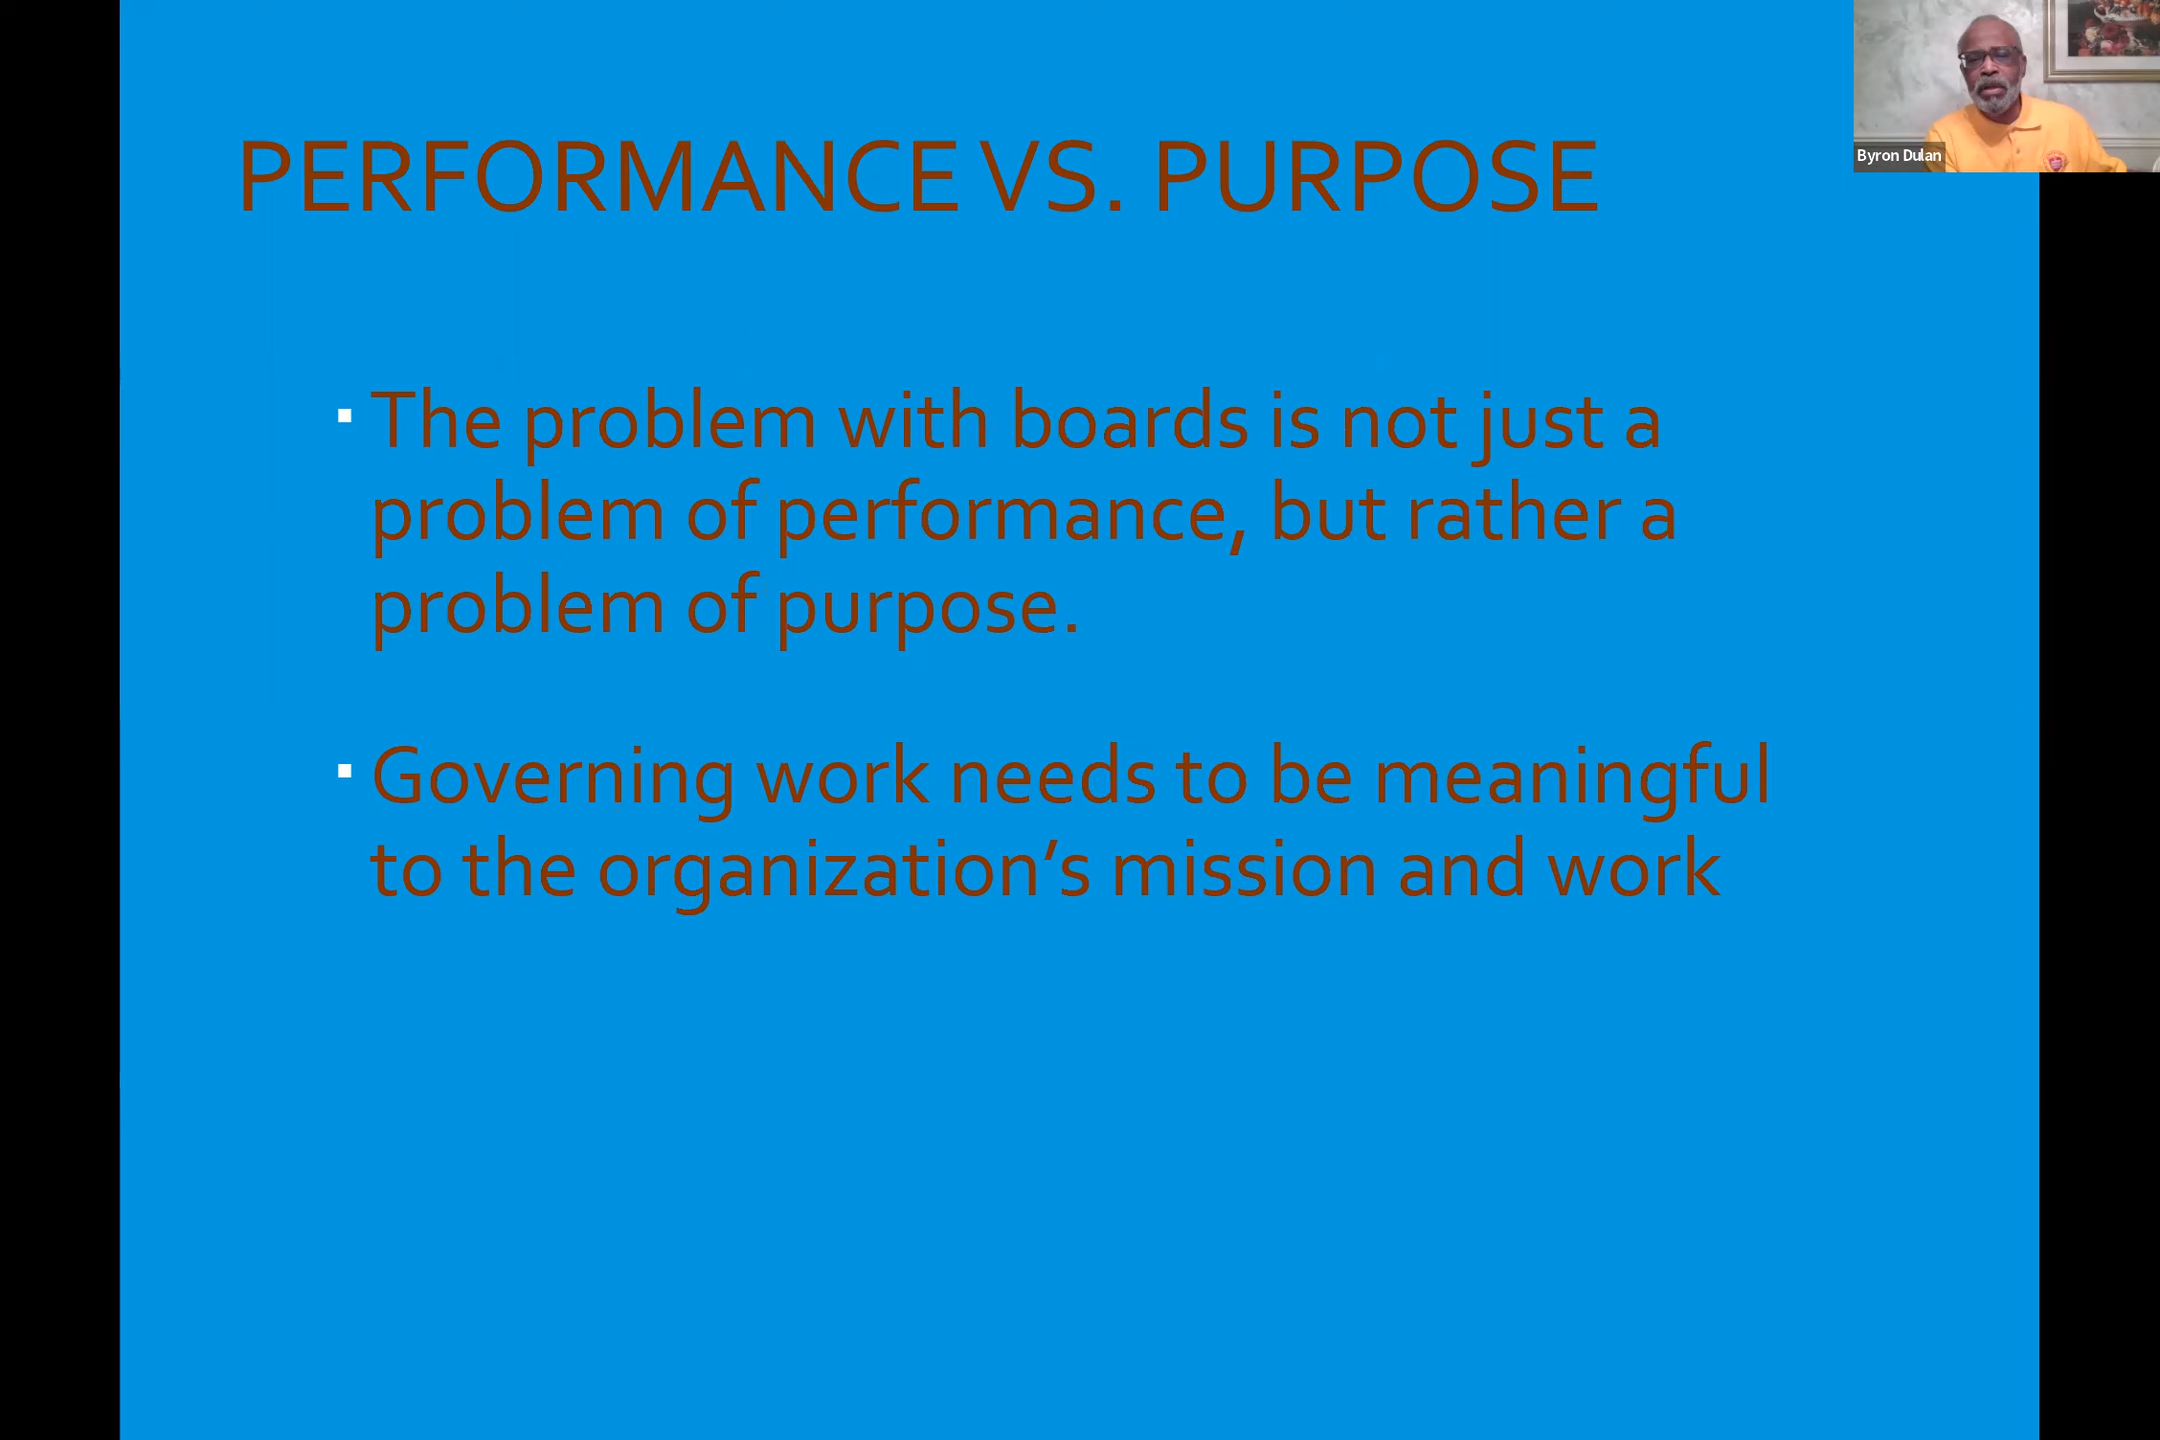 PERFORMANCE VS. PURPOSE
Byron Dulan
▪ The problem with boards is not just a
problem of performance, but rather a
problem of purpose.
▪ Governing work needs to be meaningful
to the organization's mission and work